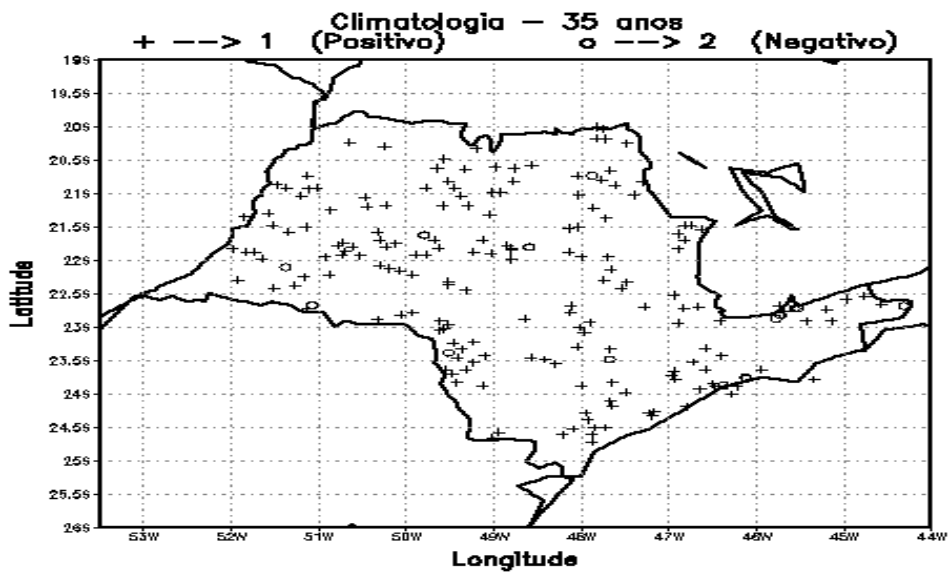 Climatologia – 35 anos
+ ---> 1 (Positivo) o ---> 2 (Negativo)
19S
19.5S
20S
20.5S
21S
21.5S
22S
22.5S
23S
23.5S
24S
24.5S
25S
25.5S
26S
Latitude
53W 52W 51W 50W 49W 48W 47W 46W 45W 44W
Longitude